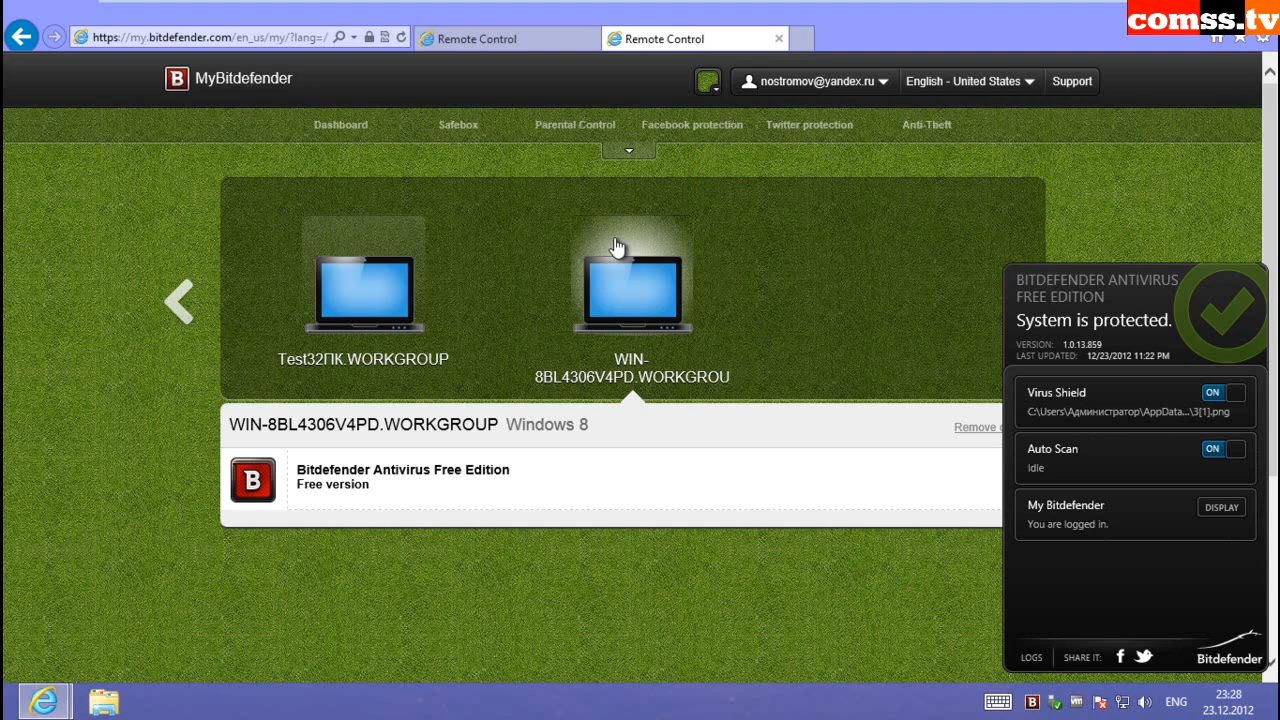 comss.tv
https://my.bitdefender.com/en_us/my/?lang=/
Remote Control
Remote Control
B MyBitdefender
nostromov@yandex.ru
English - United States
Support
Dashboard
Safebox
Parental Control
Facebook protection
Twitter protection
Anti-Theft
Test32ПК.WORKGROUP
WIN-
8BL4306V4PD.WORKGROU
WIN-8BL4306V4PD.WORKGROUP Windows 8
Remove
B
Bitdefender Antivirus Free Edition
Free version
BITDEFENDER ANTIVIRUS
FREE EDITION
System is protected.
VERSION: 1.0.13.859
LAST UPDATED: 12/23/2012 11:22 PM
Virus Shield
ON
C:\Users\Администратор\AppData...\3[1].png
Auto Scan
ON
Idle
My Bitdefender
DISPLAY
You are logged in.
LOGS
SHARE IT:
Bitdefender
B
ENG
23:28
23.12.2012